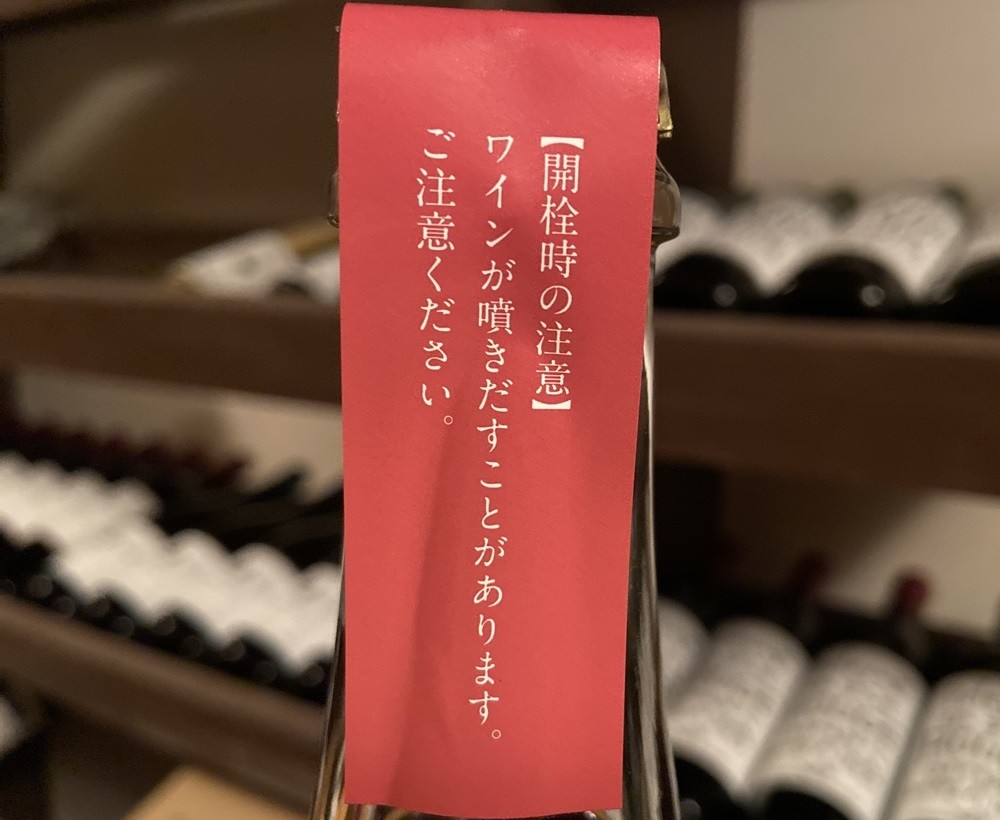 【開栓時の注意】
ワインが噴きだすことがあります。
ご注意ください。